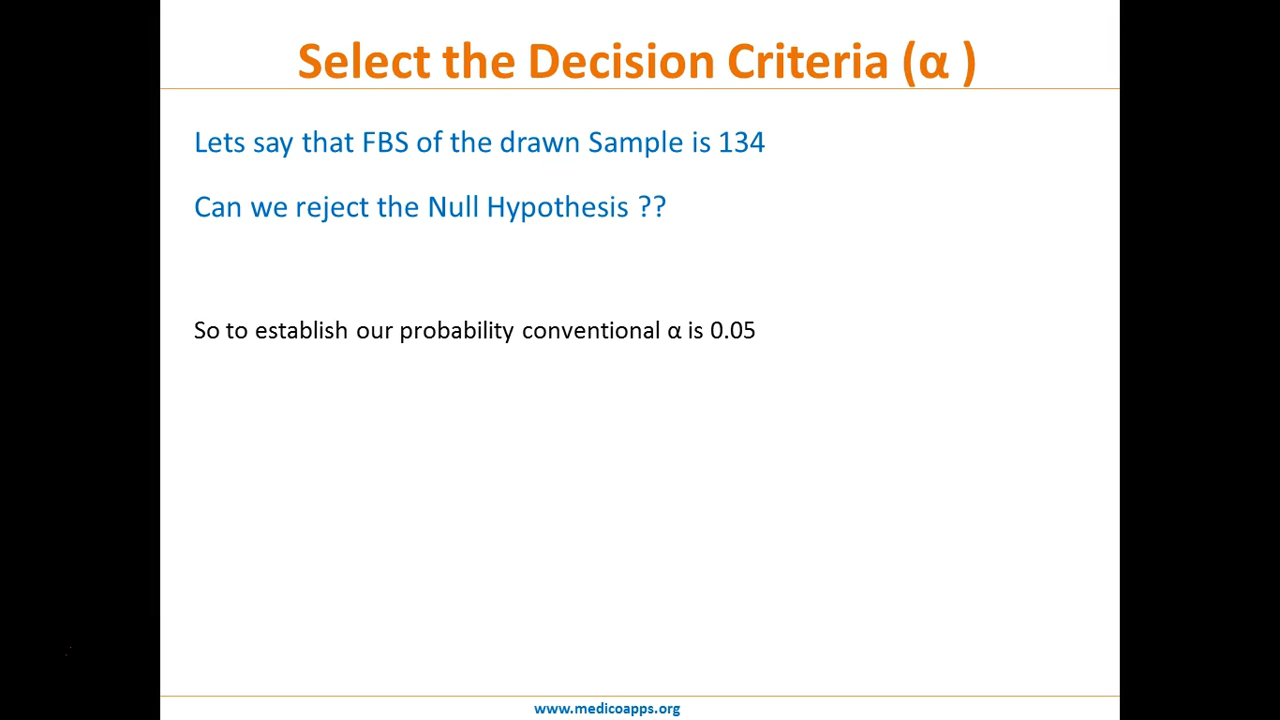 Select the Decision Criteria (α )
Lets say that FBS of the drawn Sample is 134
Can we reject the Null Hypothesis ??
So to establish our probability conventional α is 0.05
www.medicoapps.org